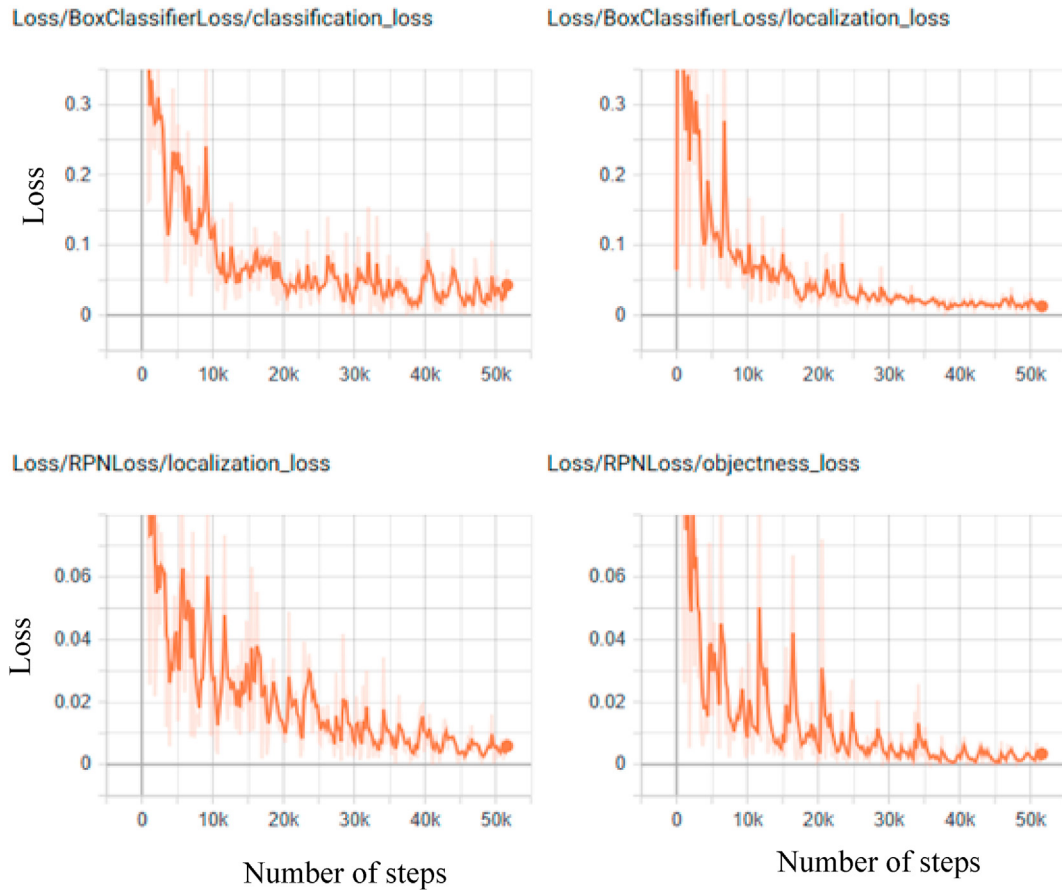 Loss/BoxClassifierLoss/classification_loss
Loss/BoxClassifierLoss/localization_loss
0.3
0.2
0.1
0
Loss
0 10k 20k 30k 40k 50k
0.3
0.2
0.1
0
0 10k 20k 30k 40k 50k
Loss/RPNLoss/localization_loss
Loss/RPNLoss/objectness_loss
0.06
0.04
0.02
0
Loss
0 10k 20k 30k 40k 50k
Number of steps
0.06
0.04
0.02
0
0 10k 20k 30k 40k 50k
Number of steps